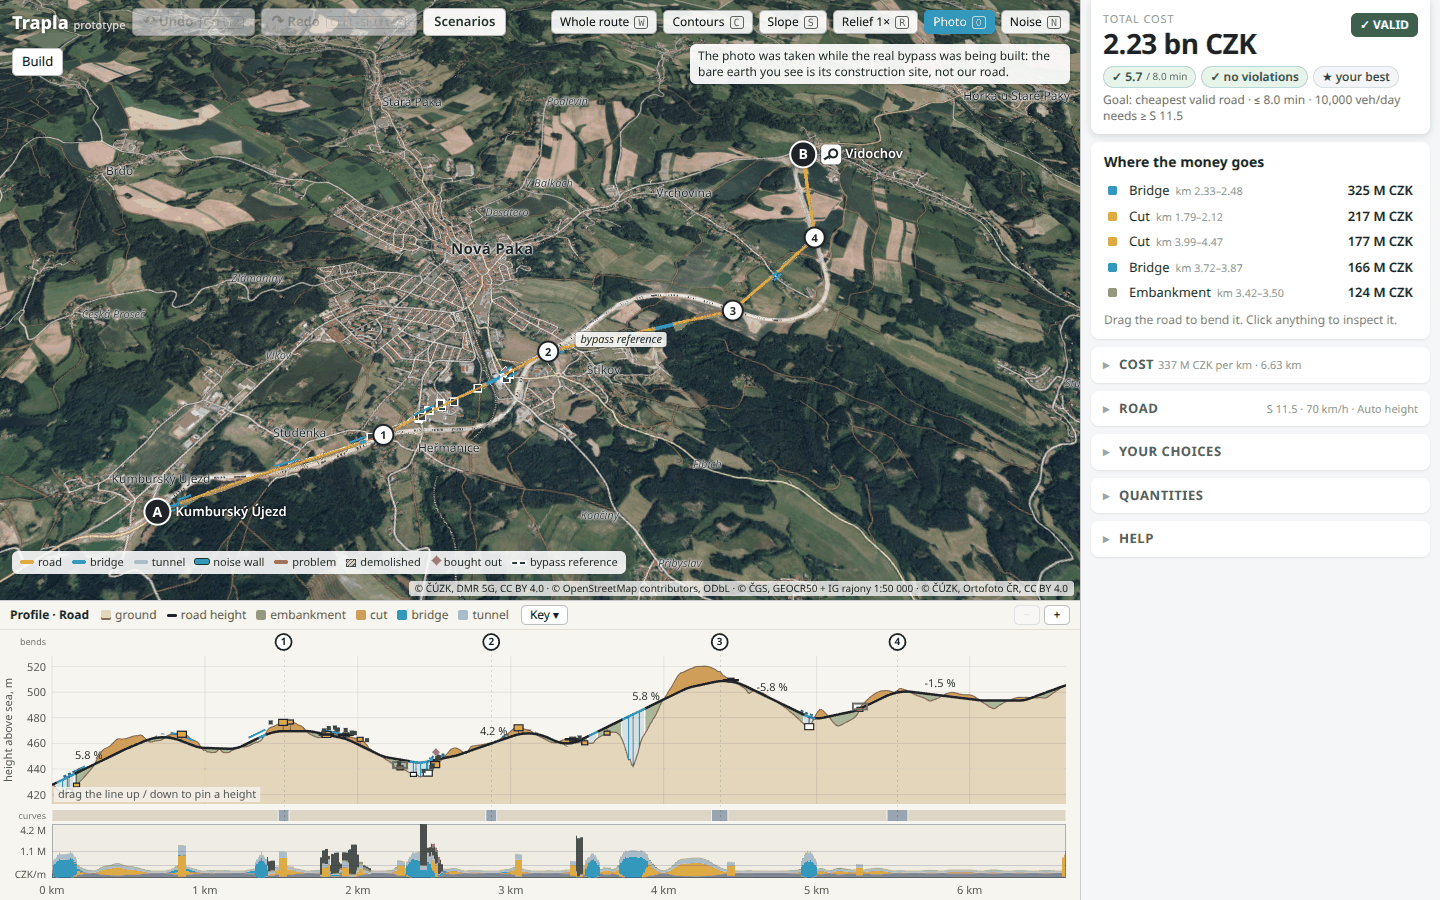 Trapla prototype
Undo
Redo
Scenarios
Whole route W
Contours C
Slope S
Relief 1× R
Photo O
Noise N
Build
The photo was taken while the real bypass was being built: the
bare earth you see is its construction site, not our road.
Stará Paka
Podlevín
Horka u Staré Paky
Brdo
V Balkách
Vrchovina
Desatero
B
Vidochov
Nová Paka
4
Zlámaniny
Česká Proseč
3
bypass reference
2
Vlkov
Štikov
Studénka
1
Heřmanice
Kumburský Újezd
A
Kumburský Újezd
Končiny
Přibyslov
road
bridge
tunnel
noise wall
problem
demolished
bought out
bypass reference
© ČÚZK, DMR 5G, CC BY 4.0 · © OpenStreetMap contributors, ODbL · © ČGS, GEOCR50 + IG rajony 1:50 000 · © ČÚZK, Ortofoto ČR, CC BY 4.0
TOTAL COST
2.23 bn CZK
✓ VALID
✓ 5.7 / 8.0 min
✓ no violations
★ your best
Goal: cheapest valid road · ≤ 8.0 min · 10,000 veh/day
needs ≥ S 11.5
Where the money goes
Bridge km 2.33–2.48 325 M CZK
Cut km 1.79–2.12 217 M CZK
Cut km 3.99–4.47 177 M CZK
Bridge km 3.72–3.87 166 M CZK
Embankment km 3.42–3.50 124 M CZK
Drag the road to bend it. Click anything to inspect it.
▶ COST 337 M CZK per km · 6.63 km
▶ ROAD S 11.5 · 70 km/h · Auto height
▶ YOUR CHOICES
▶ QUANTITIES
▶ HELP
Profile · Road
ground
road height
embankment
cut
bridge
tunnel
Key ▾
−
+
bends
1
2
3
4
height above sea, m
520
500
480
460
440
420
5.8 %
4.2 %
5.8 %
-5.8 %
-1.5 %
drag the line up / down to pin a height
curves
4.2 M
1.1 M
CZK/m
0 km
1 km
2 km
3 km
4 km
5 km
6 km